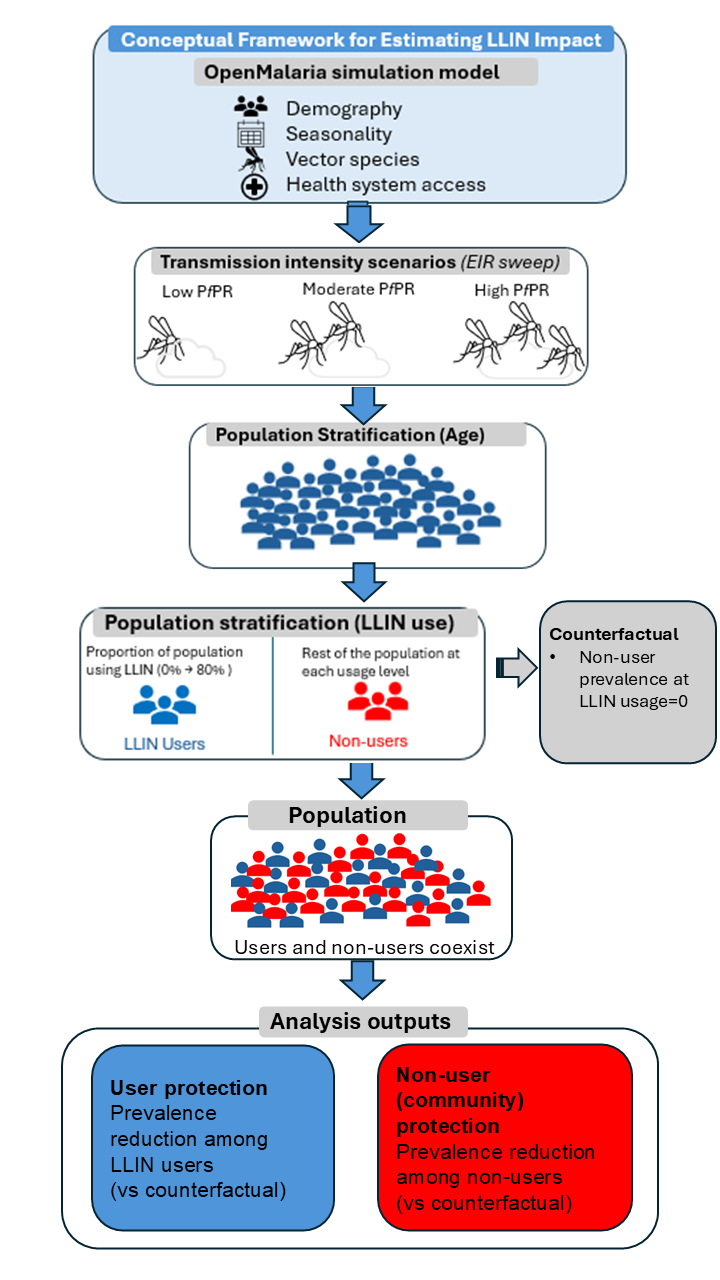 Conceptual Framework for Estimating LLIN Impact
OpenMalaria simulation model
Demography
Seasonality
Vector species
Health system access
Transmission intensity scenarios (EIR sweep)
Low PfPR
Moderate PfPR
High PfPR
Population Stratification (Age)
Population stratification (LLIN use)
Proportion of population
using LLIN (0% → 80% )
LLIN Users
Rest of the population at
each usage level
Non-users
Counterfactual
• Non-user
prevalence at
LLIN usage=0
Population
Users and non-users coexist
Analysis outputs
User protection
Prevalence
reduction among
LLIN users
(vs counterfactual)
Non-user
(community)
protection
Prevalence reduction
among non-users
(vs counterfactual)